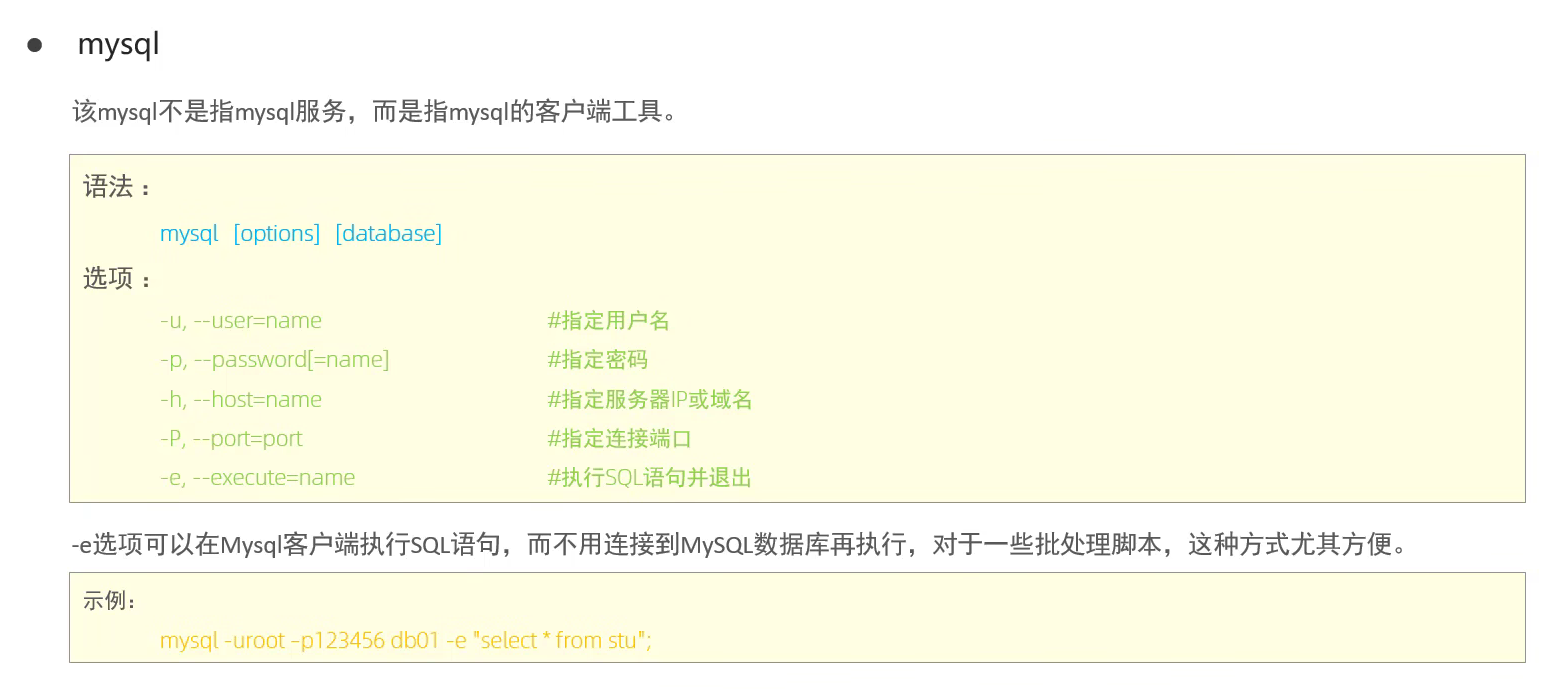 ● mysql
该mysql不是指mysql服务，而是指mysql的客户端工具。
语法：
mysql [options] [database]
选项：
-u, --user=name #指定用户名
-p, --password[=name] #指定密码
-h, --host=name #指定服务器IP或域名
-P, --port=port #指定连接端口
-e, --execute=name #执行SQL语句并退出
-e选项可以在Mysql客户端执行SQL语句，而不用连接到MySQL数据库再执行，对于一些批处理脚本，这种方式尤其方便。
示例：
mysql -uroot –p123456 db01 -e "select * from stu";